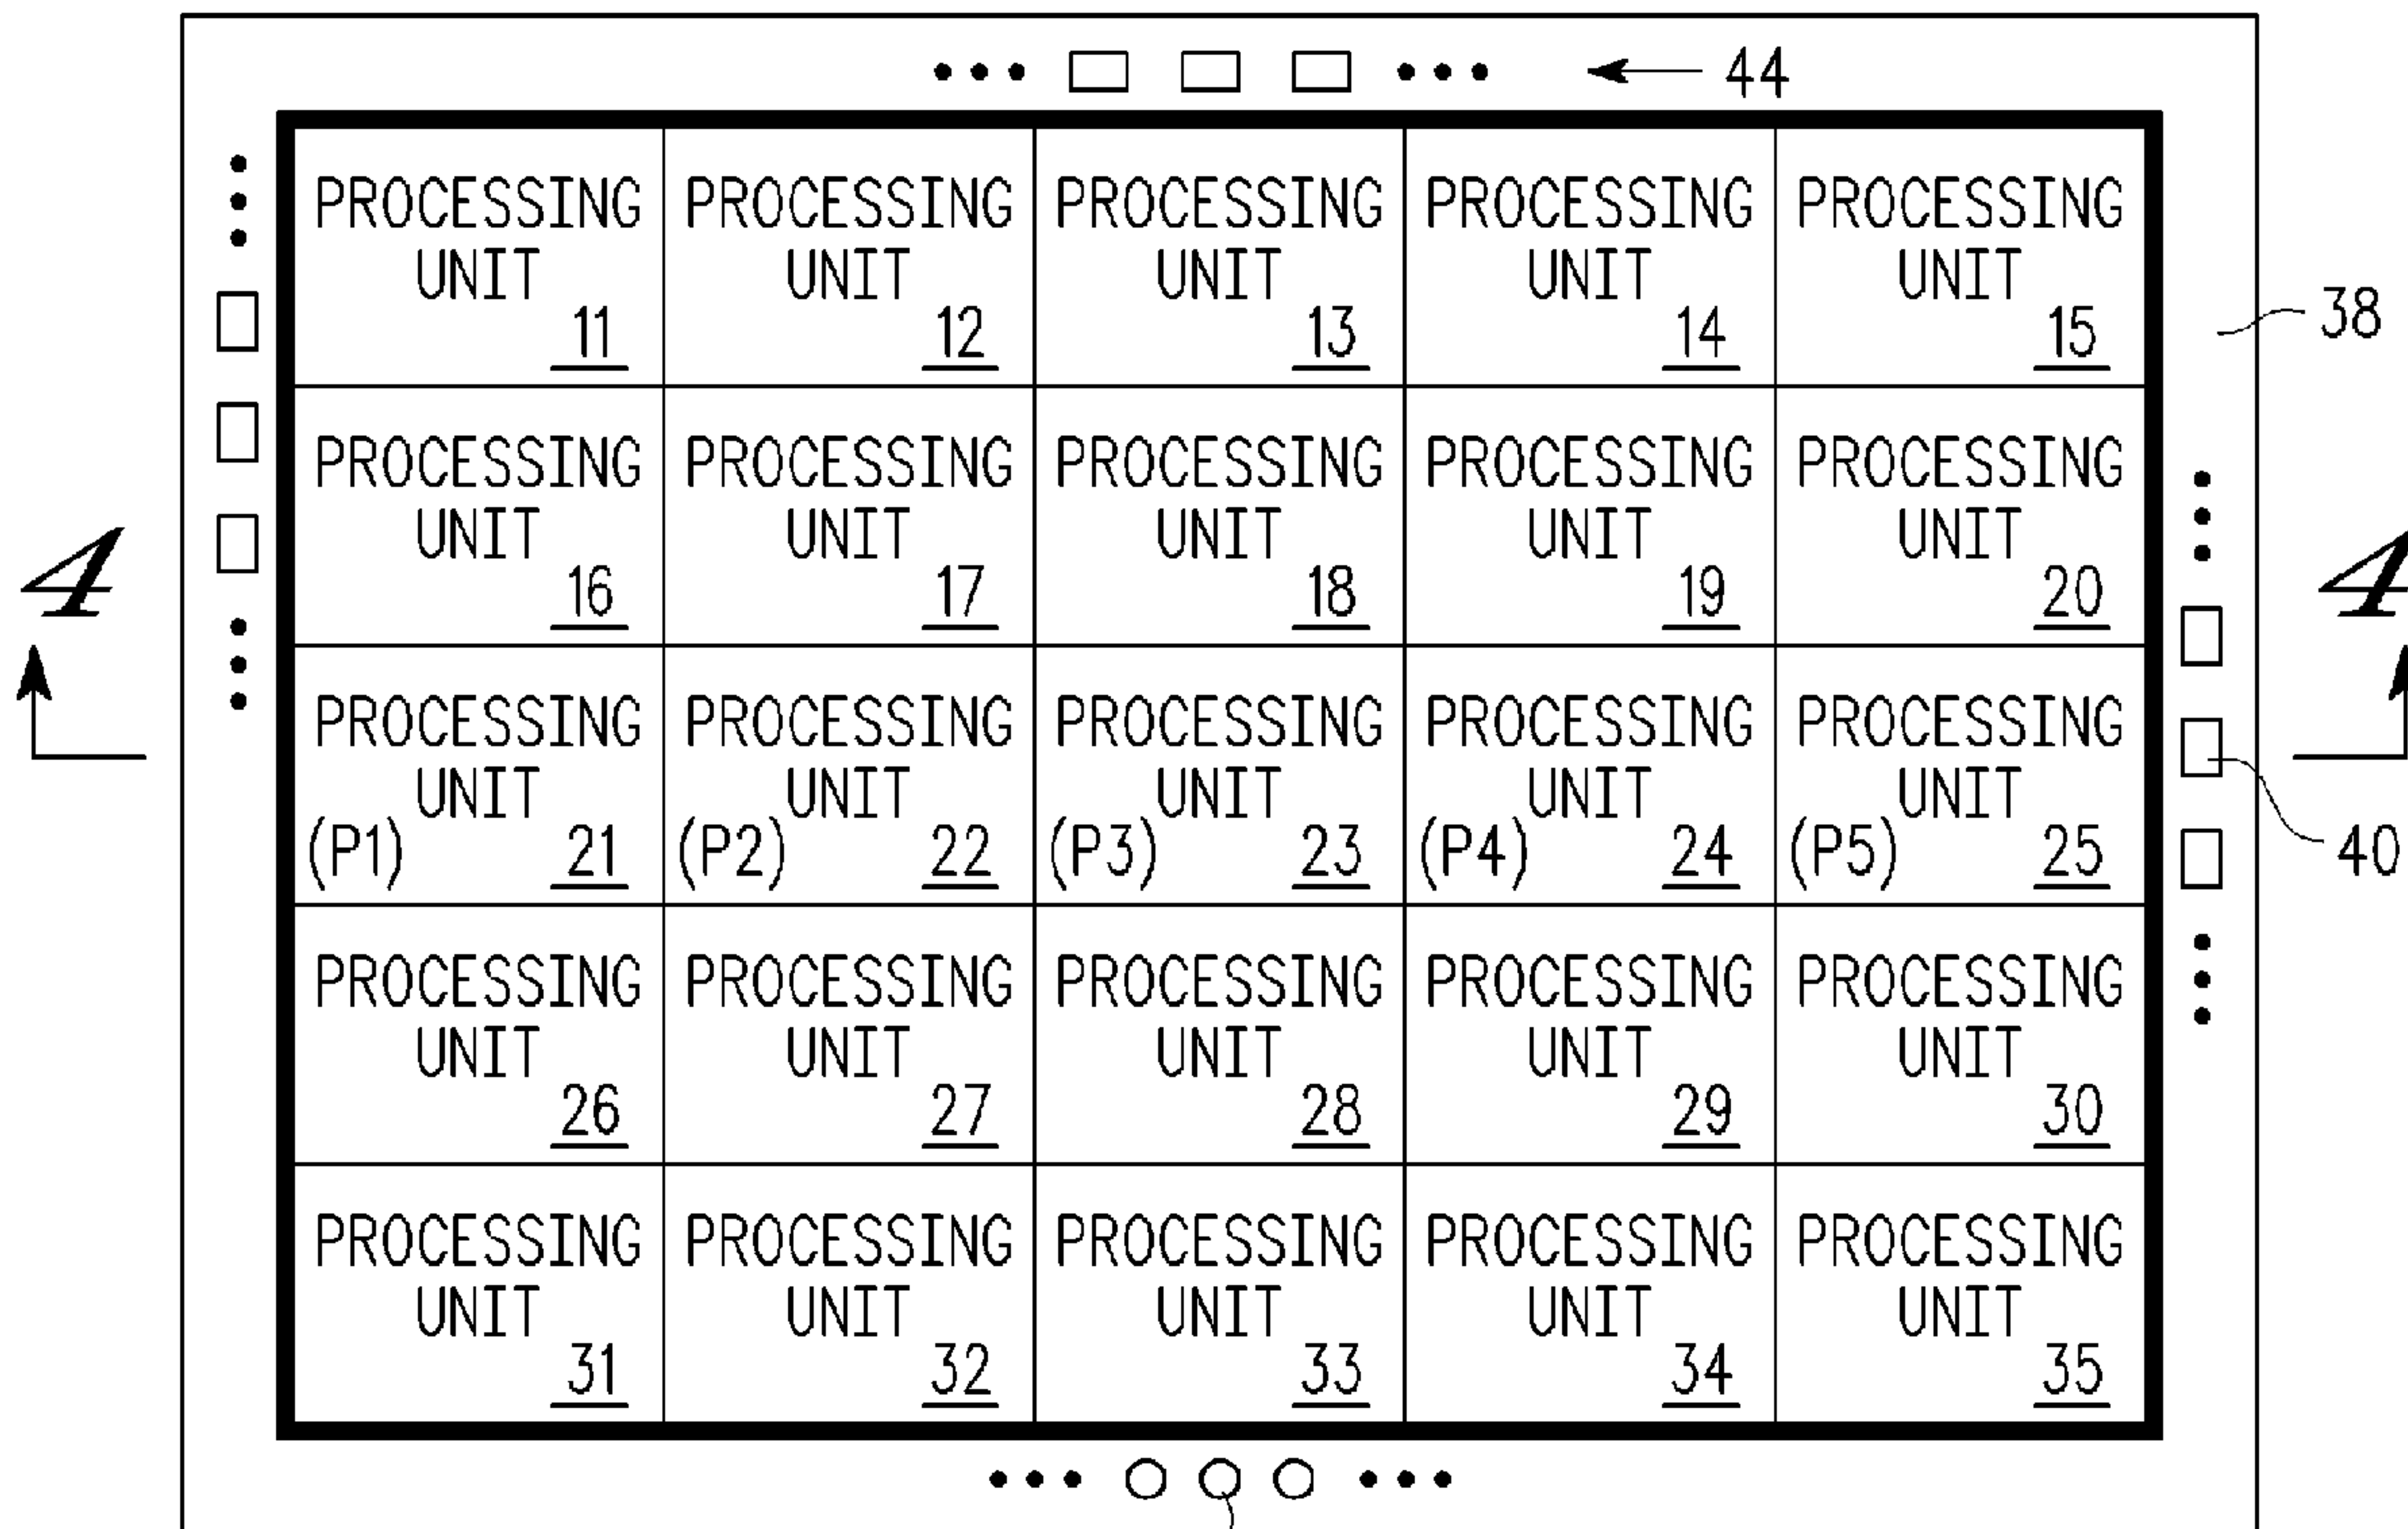 44
PROCESSING PROCESSING PROCESSING PROCESSING PROCESSING
UNIT UNIT UNIT UNIT UNIT
11 12 13 14 15
38
PROCESSING PROCESSING PROCESSING PROCESSING PROCESSING
UNIT UNIT UNIT UNIT UNIT
16 17 18 19 20
4 4
PROCESSING PROCESSING PROCESSING PROCESSING PROCESSING
UNIT UNIT UNIT UNIT UNIT
(P1) 21 (P2) 22 (P3) 23 (P4) 24 (P5) 25
40
PROCESSING PROCESSING PROCESSING PROCESSING PROCESSING
UNIT UNIT UNIT UNIT UNIT
26 27 28 29 30
PROCESSING PROCESSING PROCESSING PROCESSING PROCESSING
UNIT UNIT UNIT UNIT UNIT
31 32 33 34 35